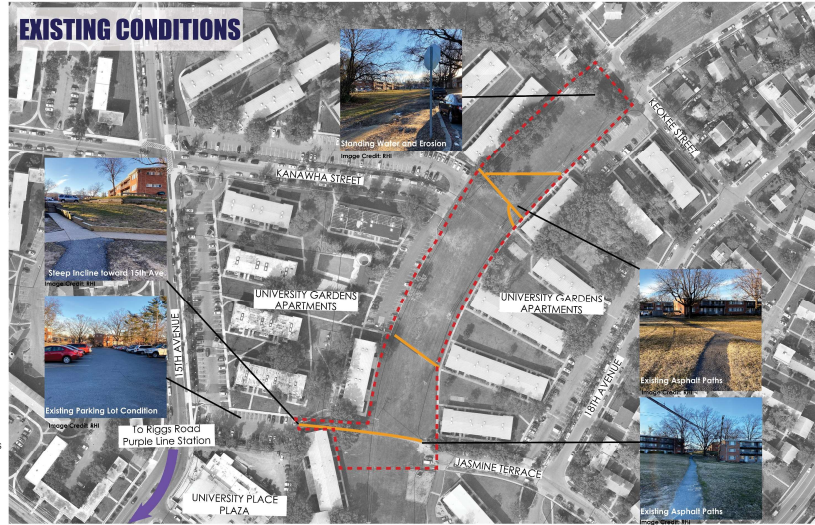 EXISTING CONDITIONS
Standing Water and Erosion
Image Credit: RHI
KEOKEE STREET
KANAWHA STREET
Steep Incline toward 15th Ave
Image Credit: RHI
UNIVERSITY GARDENS
APARTMENTS
UNIVERSITY GARDENS
APARTMENTS
15TH AVENUE
18TH AVENUE
Existing Parking Lot Condition
Image Credit: RHI
Existing Asphalt Paths
Image Credit: RHI
To Riggs Road
Purple Line Station
JASMINE TERRACE
UNIVERSITY PLACE
PLAZA
Existing Asphalt Paths
Image Credit: RHI
s